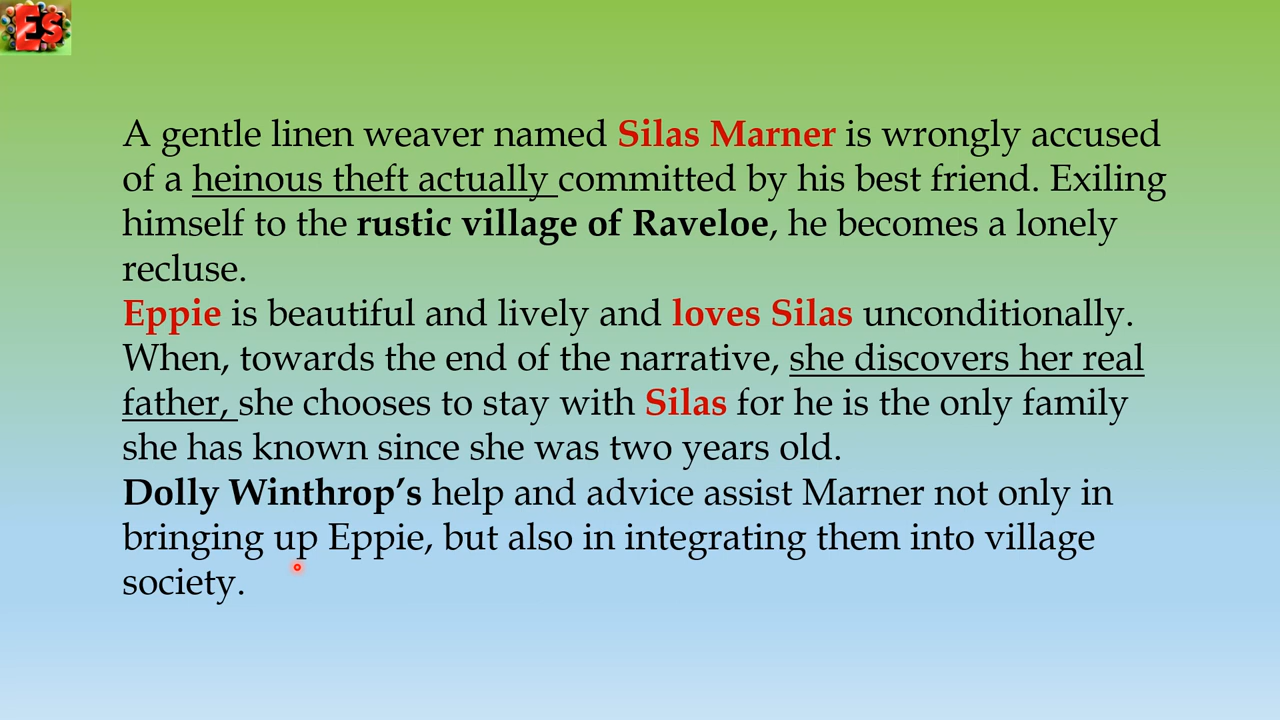 ES
A gentle linen weaver named Silas Marner is wrongly accused
of a heinous theft actually committed by his best friend. Exiling
himself to the rustic village of Raveloe, he becomes a lonely
recluse.
Eppie is beautiful and lively and loves Silas unconditionally.
When, towards the end of the narrative, she discovers her real
father, she chooses to stay with Silas for he is the only family
she has known since she was two years old.
Dolly Winthrop’s help and advice assist Marner not only in
bringing up Eppie, but also in integrating them into village
society.